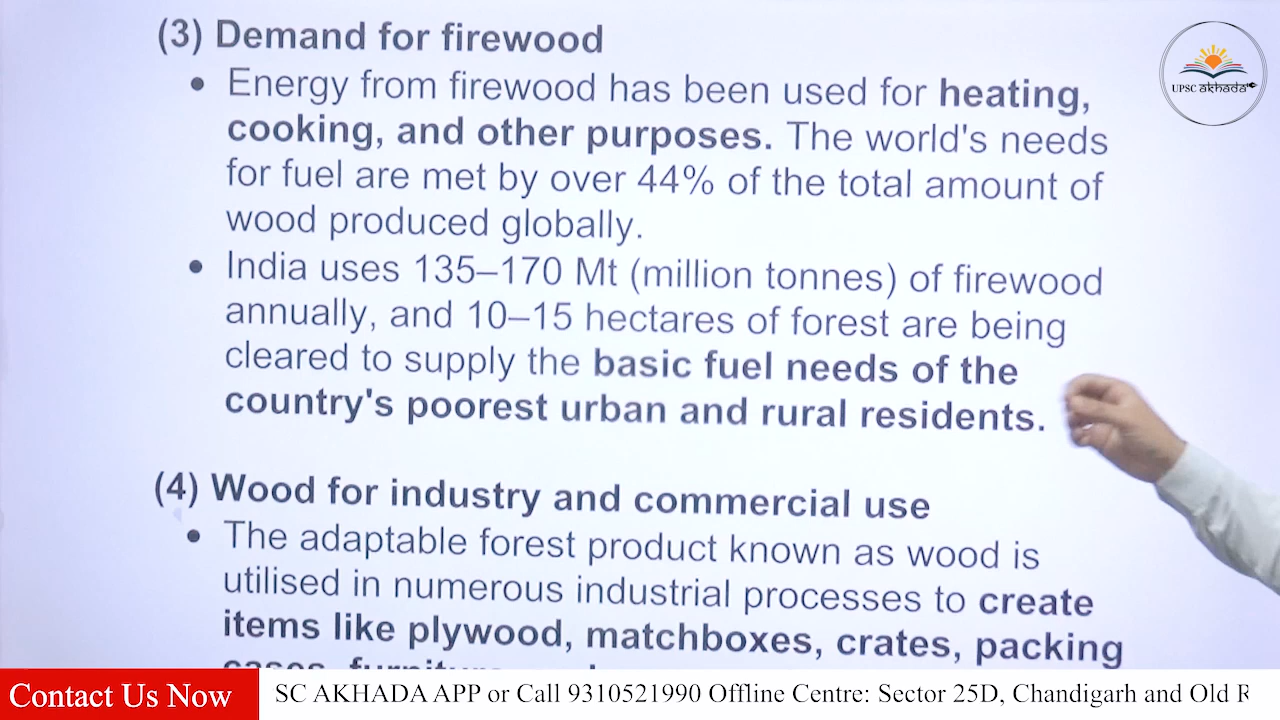 (3) Demand for firewood
• Energy from firewood has been used for heating,
cooking, and other purposes. The world's needs
for fuel are met by over 44% of the total amount of
wood produced globally.
• India uses 135–170 Mt (million tonnes) of firewood
annually, and 10–15 hectares of forest are being
cleared to supply the basic fuel needs of the
country's poorest urban and rural residents.
(4) Wood for industry and commercial use
• The adaptable forest product known as wood is
utilised in numerous industrial processes to create
items like plywood, matchboxes, crates, packing
UPSC akhada
Contact Us Now
SC AKHADA APP or Call 9310521990 Offline Centre: Sector 25D, Chandigarh and Old